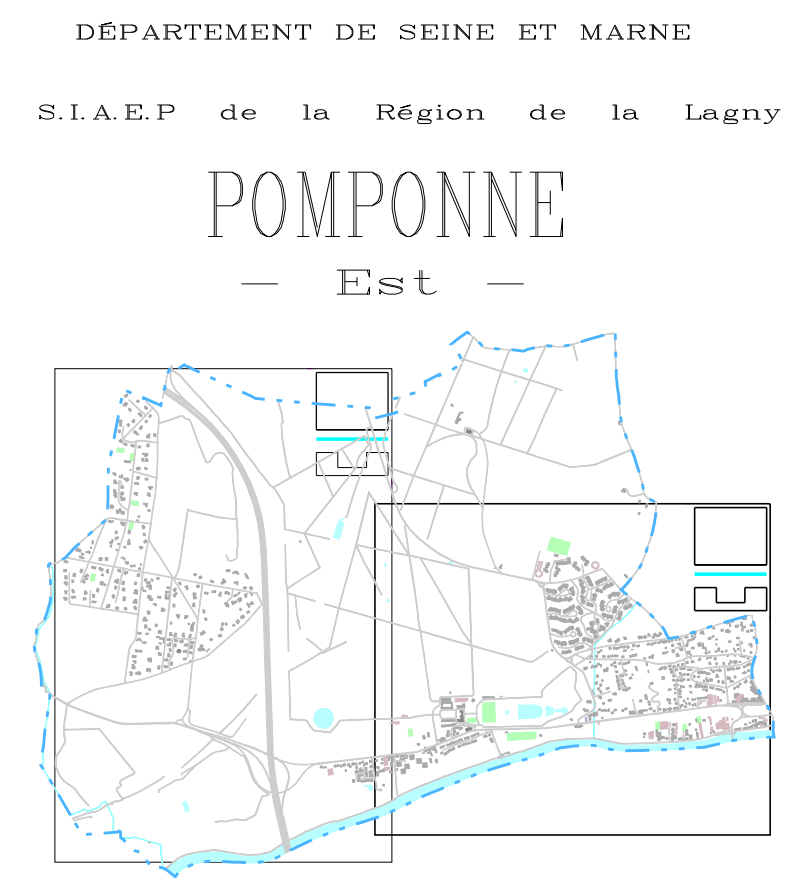 DÉPARTEMENT DE SEINE ET MARNE
S.I.A.E.P de la Région de la Lagny
POMPONNE
— Est —